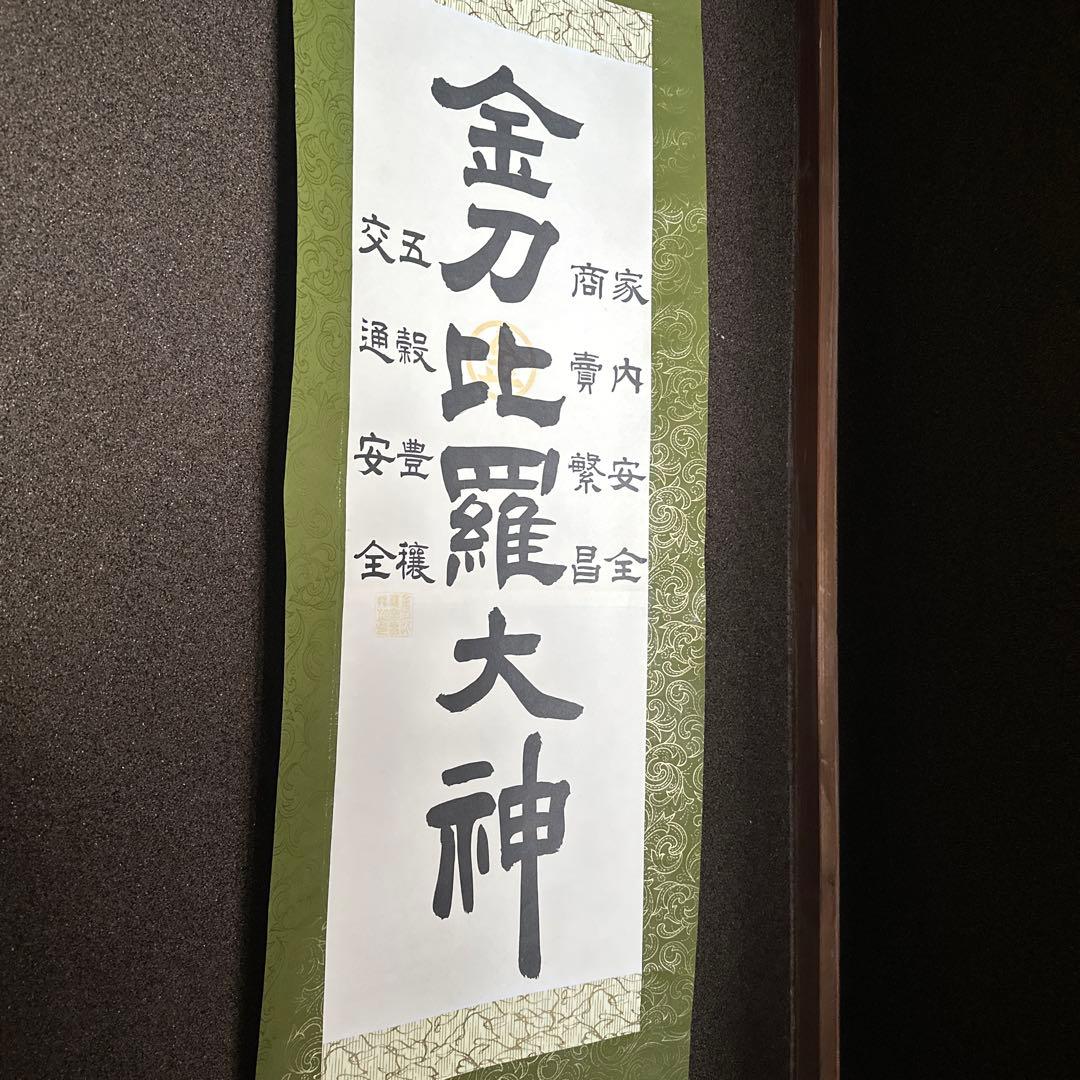 家内安全
商賣繁昌
金刀比羅大神
五穀豊穰
交通安全